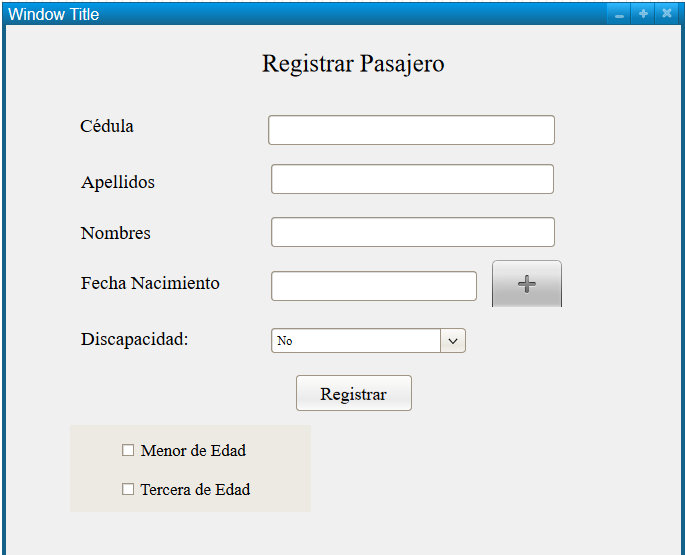 Window Title
Registrar Pasajero
Cédula
Apellidos
Nombres
Fecha Nacimiento
Discapacidad:
No
Registrar
Menor de Edad
Tercera de Edad